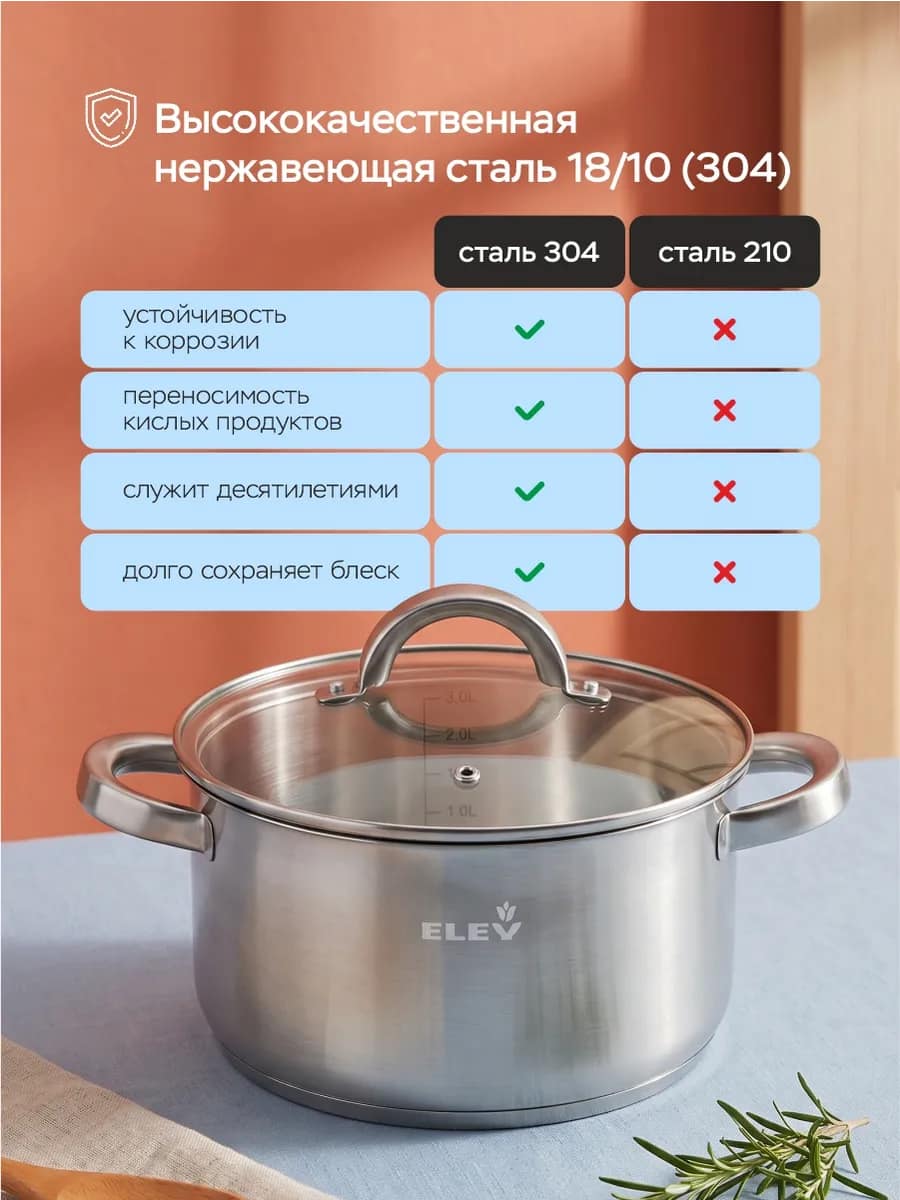 Высококачественная
нержавеющая сталь 18/10 (304)
сталь 304 сталь 210
устойчивость
к коррозии
переносимость
кислых продуктов
служит десятилетиями
долго сохраняет блеск
3.0L
2.0L
1.0L
ELEV